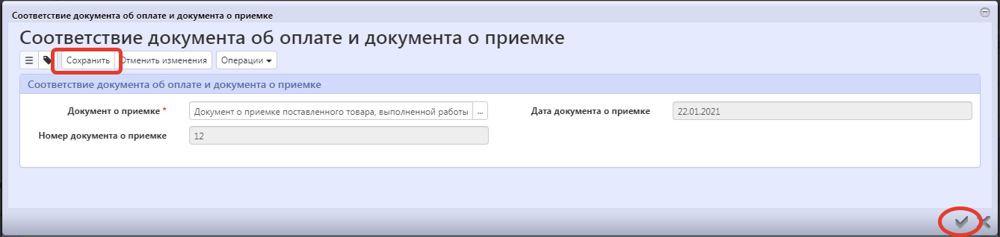 Соответствие документа об оплате и документа о приемке
Соответствие документа об оплате и документа о приемке
Сохранить Отменить изменения Операции
Соответствие документа об оплате и документа о приемке
Документ о приемке * Документ о приемке поставленного товара, выполненной работы ... Дата документа о приемке 22.01.2021
Номер документа о приемке 12